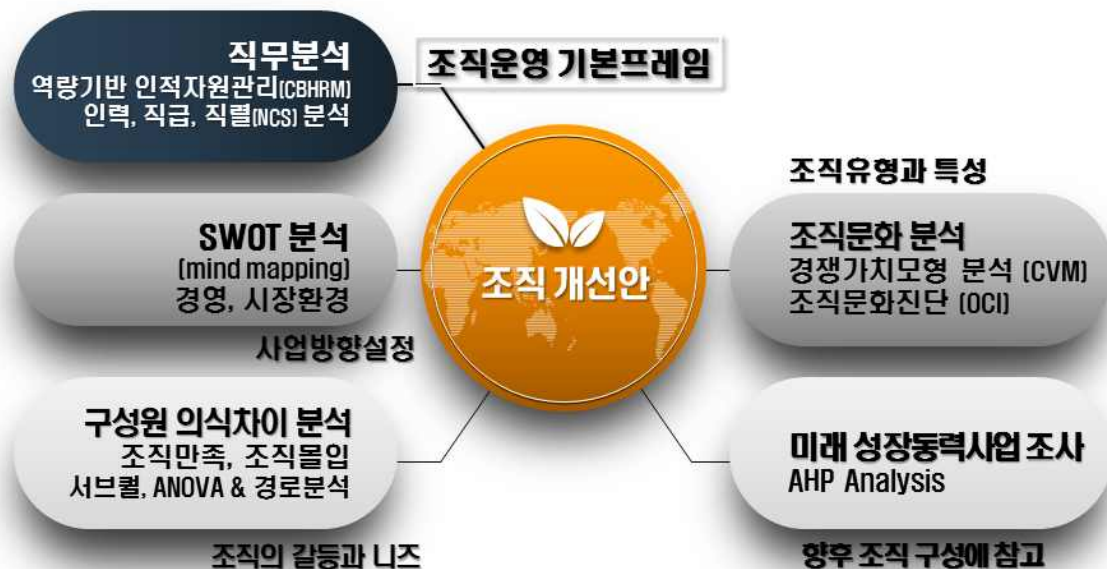 직무분석
역량기반 인적자원관리(CBHRM)
인력, 직급, 직렬(NCS) 분석
조직운영 기본프레임
SWOT 분석
(mind mapping)
경영, 시장환경
사업방향설정
구성원 의식차이 분석
조직만족, 조직몰입
서브퀄, ANOVA & 경로분석
조직의 갈등과 니즈
조직 개선안
조직유형과 특성
조직문화 분석
경쟁가치모형 분석 (CVM)
조직문화진단 (OCI)
미래 성장동력사업 조사
AHP Analysis
향후 조직 구성에 참고